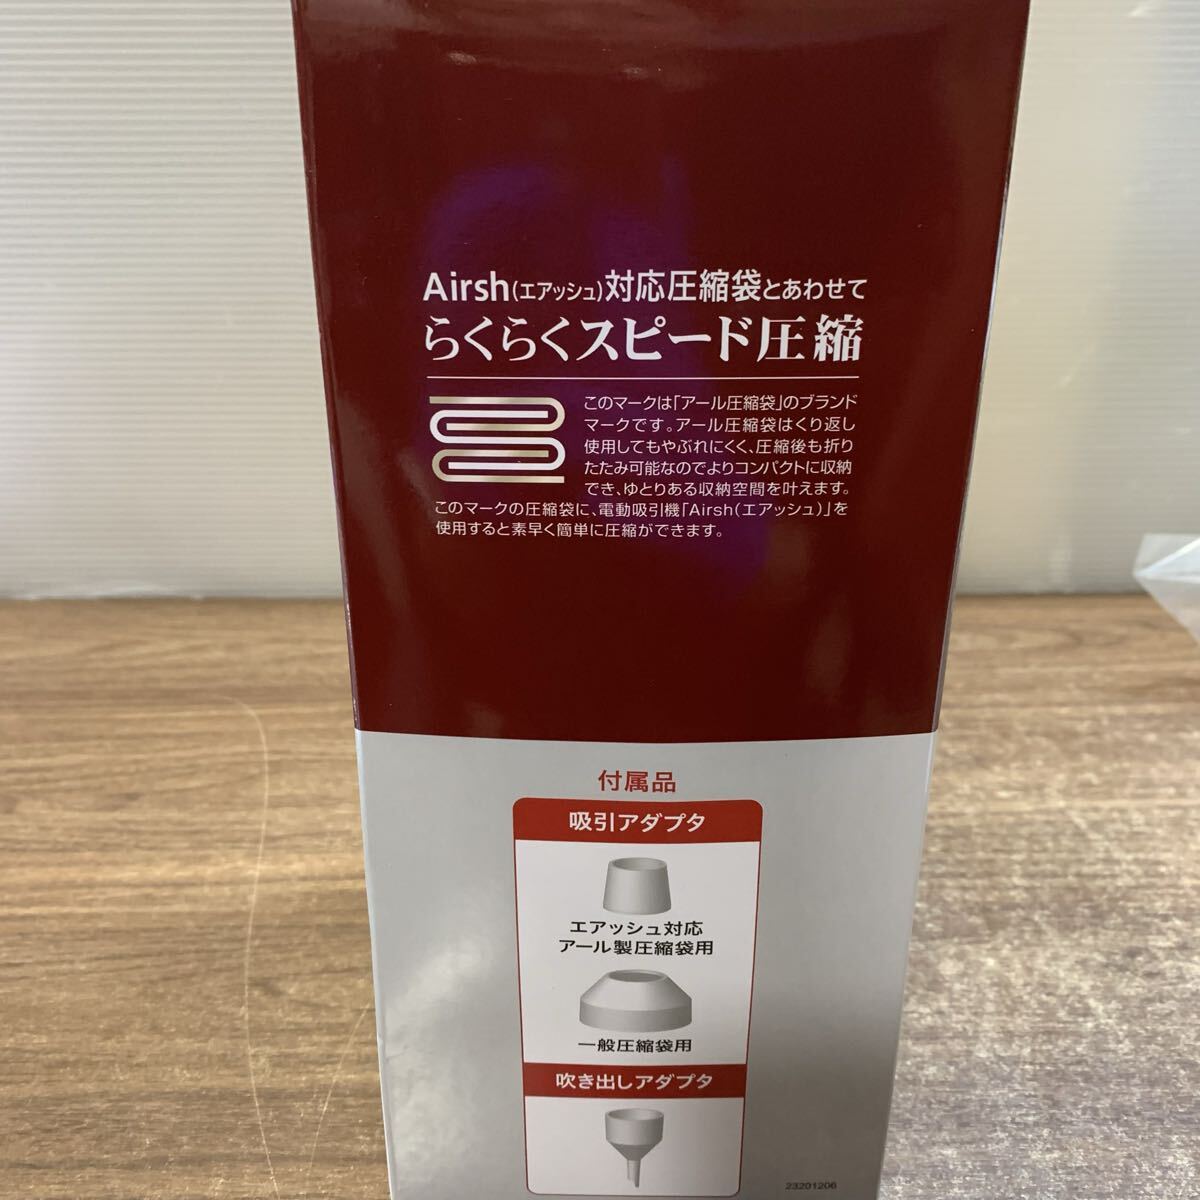 Airsh(エアッシュ)対応圧縮袋とあわせて
らくらくスピード圧縮
このマークは「アール圧縮袋」のブランド
マークです。アール圧縮袋はくり返し
使用してもやぶれにくく、圧縮後も折り
たたみ可能なのでよりコンパクトに収納
でき、ゆとりある収納空間を叶えます。
このマークの圧縮袋に、電動吸引機「Airsh(エアッシュ)」を
使用すると素早く簡単に圧縮ができます。
付属品
吸引アダプタ
エアッシュ対応
アール製圧縮袋用
一般圧縮袋用
吹き出しアダプタ
23201206